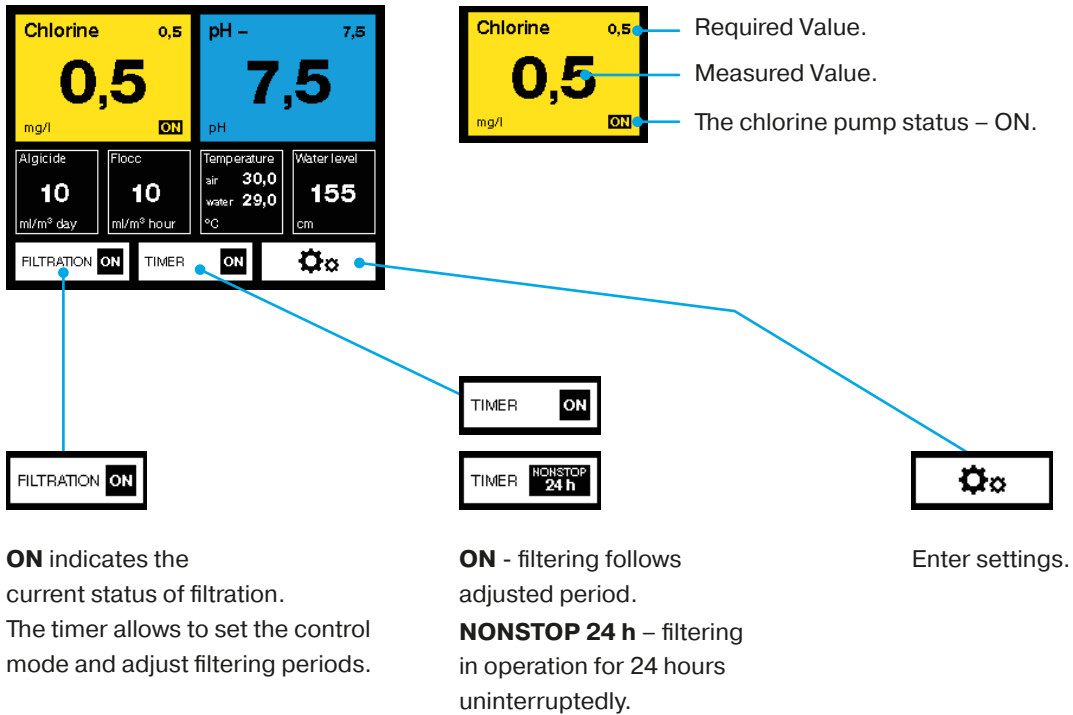 Chlorine 0,5
0,5
mg/l ON
pH – 7,5
7,5
pH
Algicide
10
ml/m³ day
Flocc
10
ml/m³ hour
Temperature
air 30,0
water 29,0
°C
Water level
155
cm
FILTRATION ON
TIMER ON
Chlorine 0,5
0,5
mg/l ON
Required Value.
Measured Value.
The chlorine pump status – ON.
FILTRATION ON
ON indicates the
current status of filtration.
The timer allows to set the control
mode and adjust filtering periods.
TIMER ON
TIMER NONSTOP
24 h
ON - filtering follows
adjusted period.
NONSTOP 24 h – filtering
in operation for 24 hours
uninterruptedly.
Enter settings.